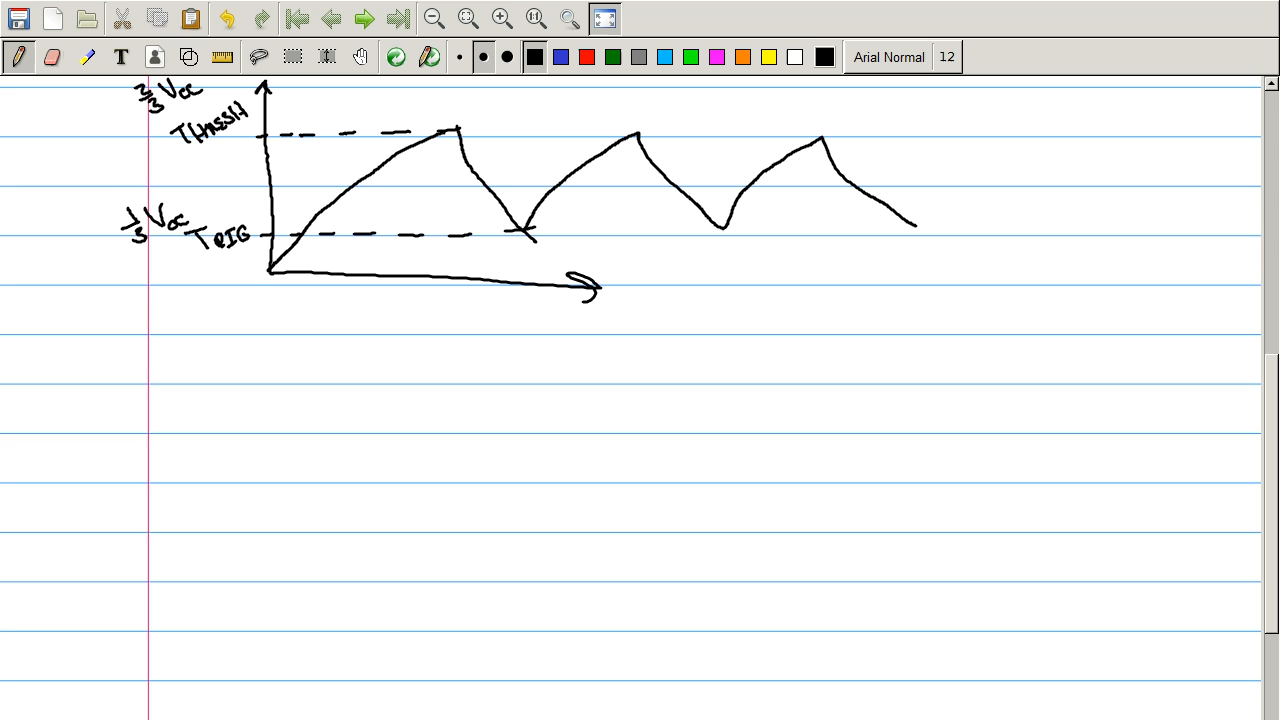 Arial Normal 12
2/3 Vcc
THRESH
1/3 Vcc
TRIG